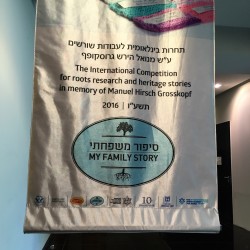 תחרות בינלאומית לעבודות שורשים
ע"ש מנואל הירש גרוסקופף
The International Competition
for roots research and heritage stories
in memory of Manuel Hirsch Grosskopf
תשע"ו | 2016
סיפור משפחתי
MY FAMILY STORY
10